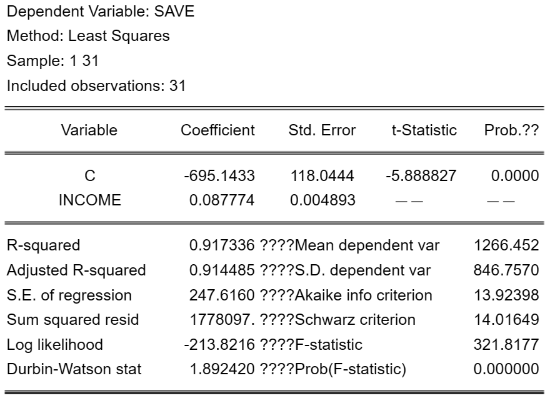 Dependent Variable: SAVE
Method: Least Squares
Sample: 1 31
Included observations: 31
Variable Coefficient Std. Error t-Statistic Prob.??
C -695.1433 118.0444 -5.888827 0.0000
INCOME 0.087774 0.004893 —— ——
R-squared 0.917336 ????Mean dependent var 1266.452
Adjusted R-squared 0.914485 ????S.D. dependent var 846.7570
S.E. of regression 247.6160 ????Akaike info criterion 13.92398
Sum squared resid 1778097. ????Schwarz criterion 14.01649
Log likelihood -213.8216 ????F-statistic 321.8177
Durbin-Watson stat 1.892420 ????Prob(F-statistic) 0.000000